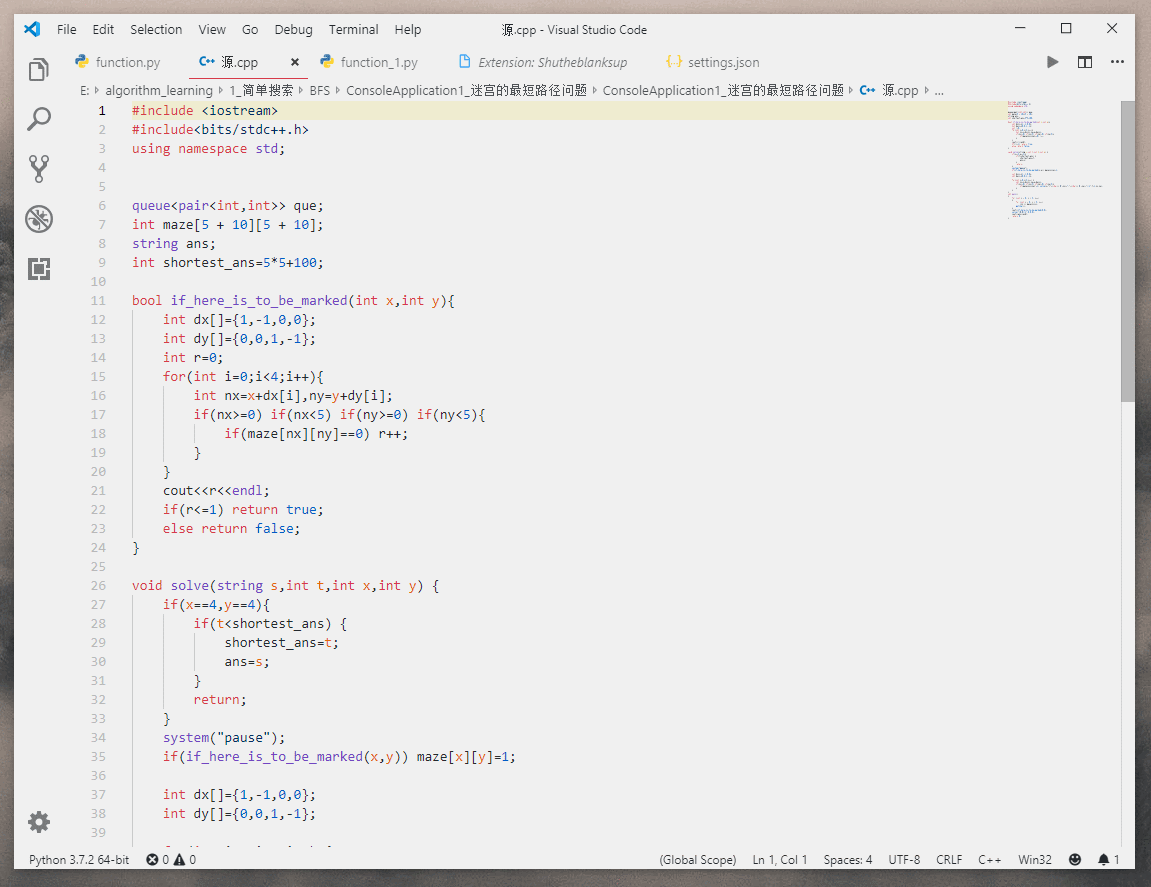 File Edit Selection View Go Debug Terminal Help 源.cpp - Visual Studio Code
function.py C++ 源.cpp × function_1.py Extension: Shutheblanksup {} settings.json ...
E: › algorithm_learning › 1_简单搜索 › BFS › ConsoleApplication1_迷宫的最短路径问题 › ConsoleApplication1_迷宫的最短路径问题 › C++ 源.cpp › ...
1 #include <iostream>
2 #include<bits/stdc++.h>
3 using namespace std;
4
5
6 queue<pair<int,int>> que;
7 int maze[5 + 10][5 + 10];
8 string ans;
9 int shortest_ans=5*5+100;
10
11 bool if_here_is_to_be_marked(int x,int y){
12     int dx[]={1,-1,0,0};
13     int dy[]={0,0,1,-1};
14     int r=0;
15     for(int i=0;i<4;i++){
16         int nx=x+dx[i],ny=y+dy[i];
17         if(nx>=0) if(nx<5) if(ny>=0) if(ny<5){
18             if(maze[nx][ny]==0) r++;
19         }
20     }
21     cout<<r<<endl;
22     if(r<=1) return true;
23     else return false;
24 }
25
26 void solve(string s,int t,int x,int y) {
27     if(x==4,y==4){
28         if(t<shortest_ans) {
29             shortest_ans=t;
30             ans=s;
31         }
32         return;
33     }
34     system("pause");
35     if(if_here_is_to_be_marked(x,y)) maze[x][y]=1;
36
37     int dx[]={1,-1,0,0};
38     int dy[]={0,0,1,-1};
39
Python 3.7.2 64-bit 0 0 (Global Scope) Ln 1, Col 1 Spaces: 4 UTF-8 CRLF C++ Win32 1